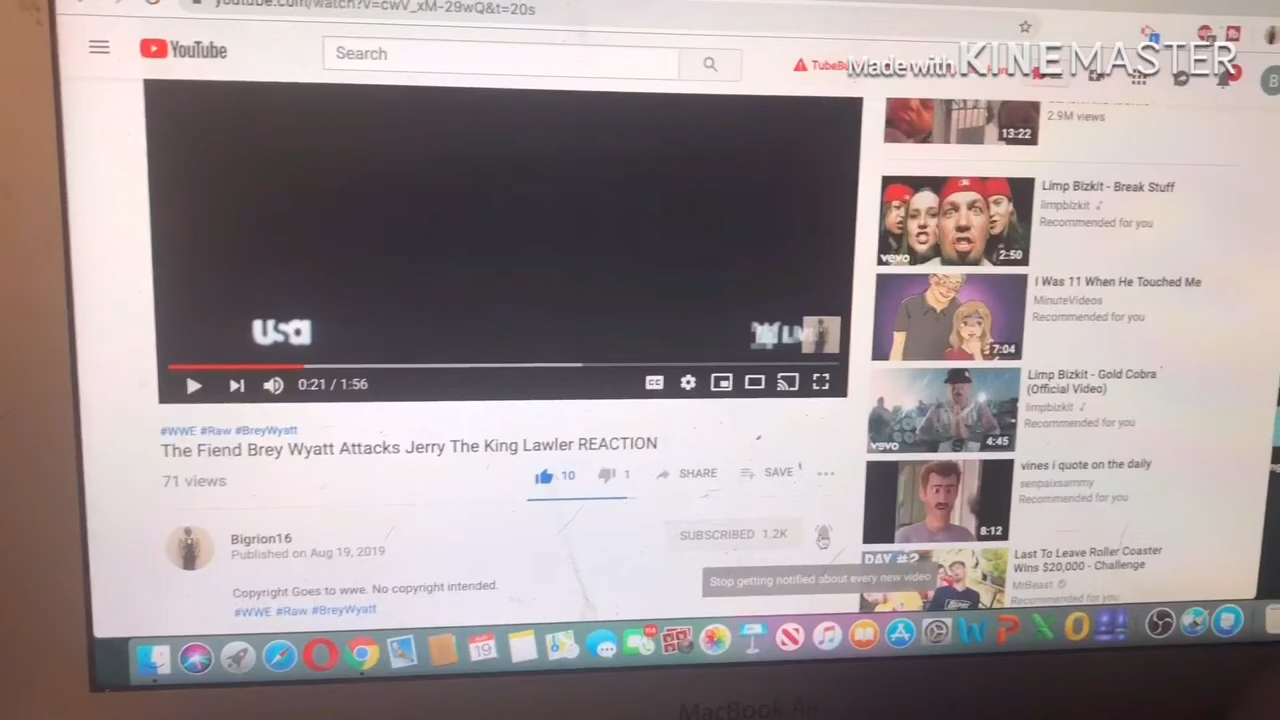 youtube.com/watch?v=cwV_xM-29wQ&t=20s
YouTube
Search
Made with KINEMASTER
2.9M views
13:22
Limp Bizkit - Break Stuff
limpbizkit
Recommended for you
vevo
2:50
I Was 11 When He Touched Me
MinuteVideos
Recommended for you
7:04
usa
0:21 / 1:56
CC
Limp Bizkit - Gold Cobra
(Official Video)
limpbizkit
Recommended for you
vevo
4:45
#WWE #Raw #BreyWyatt
The Fiend Brey Wyatt Attacks Jerry The King Lawler REACTION
71 views
10
1
SHARE
SAVE
vines i quote on the daily
senpaixsammy
Recommended for you
8:12
Bigrion16
Published on Aug 19, 2019
SUBSCRIBED 1.2K
Stop getting notified about every new video
DAY #2
Last To Leave Roller Coaster
Wins $20,000 - Challenge
MrBeast
Recommended for you
Copyright Goes to wwe. No copyright intended.
#WWE #Raw #BreyWyatt
AUG
19
MacBook